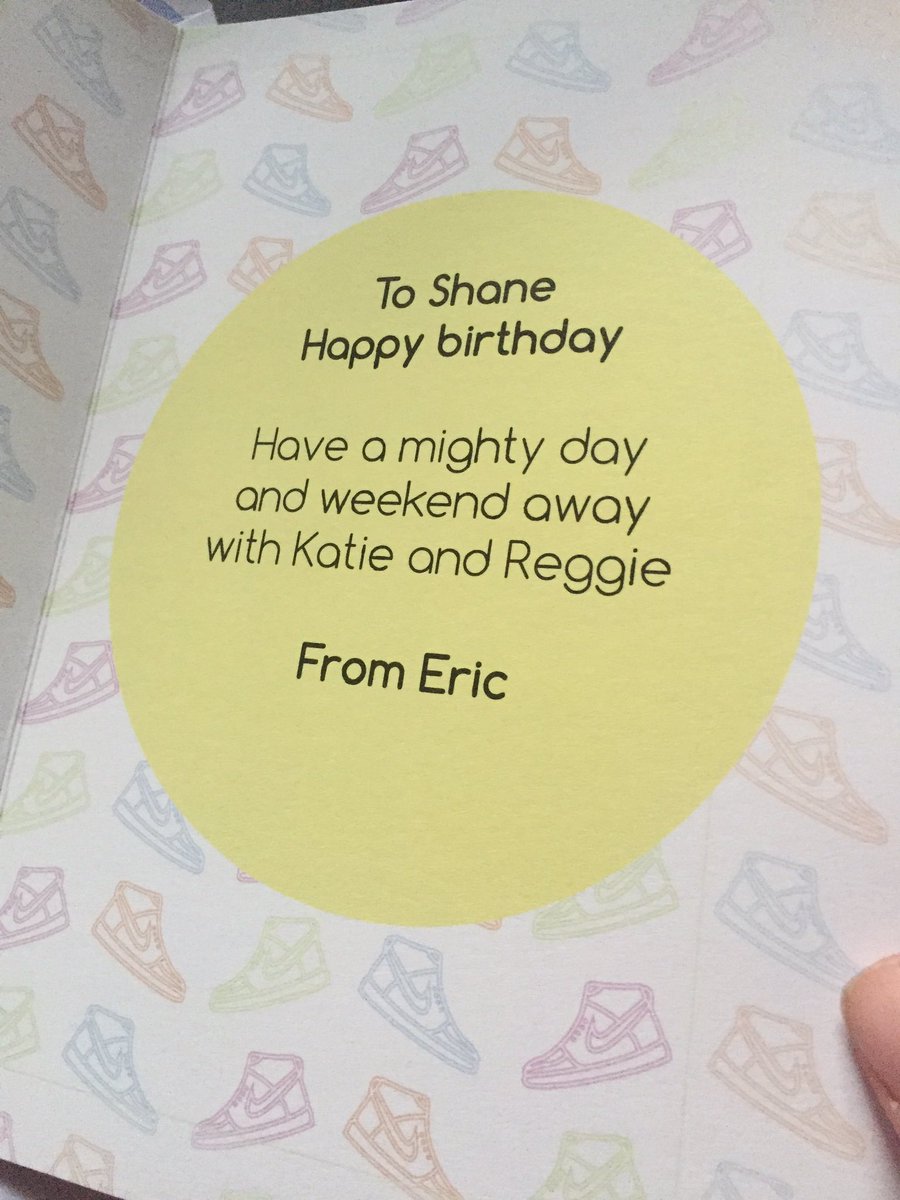 To Shane
Happy birthday
Have a mighty day
and weekend away
with Katie and Reggie
From Eric